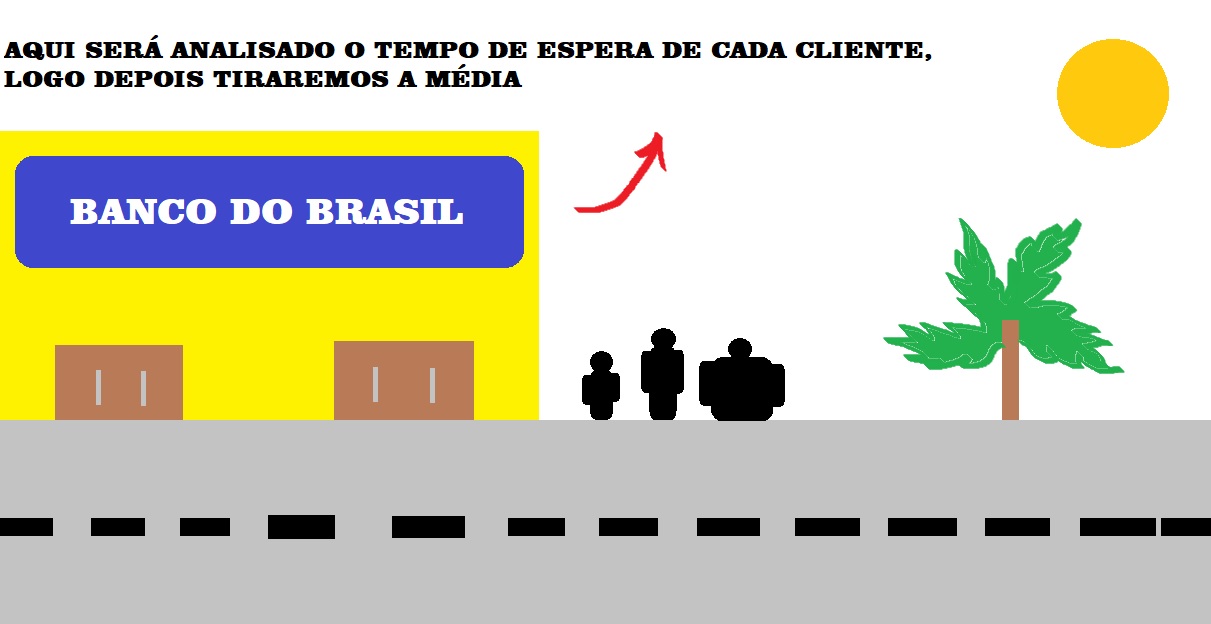 AQUI SERÁ ANALISADO O TEMPO DE ESPERA DE CADA CLIENTE,
LOGO DEPOIS TIRAREMOS A MÉDIA
BANCO DO BRASIL